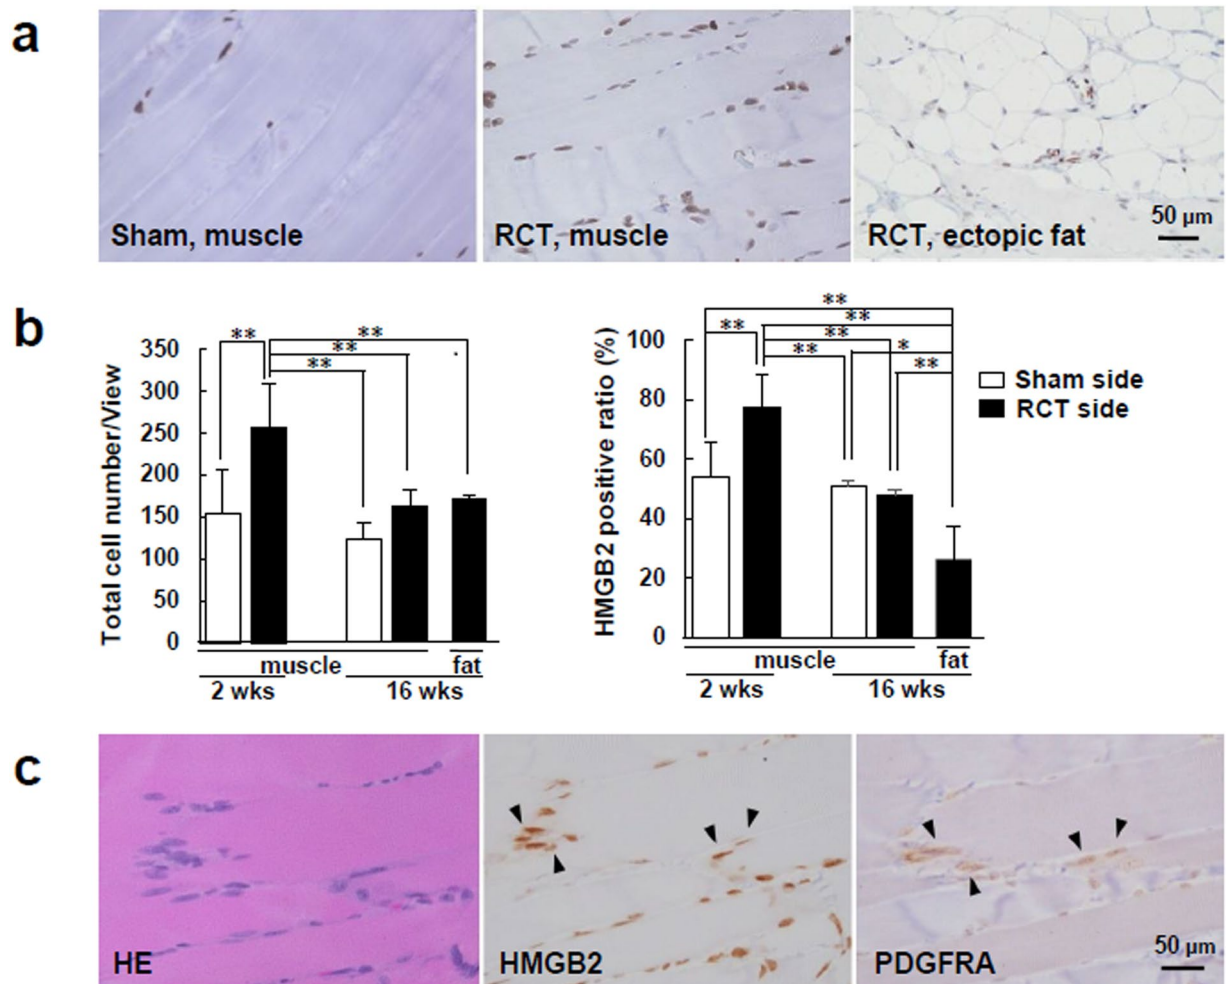 a
Sham, muscle
RCT, muscle
RCT, ectopic fat
50 μm
b
Total cell number/View
350
300
250
200
150
100
50
0
** ** ** **
muscle
fat
2 wks
16 wks
HMGB2 positive ratio (%)
100
80
60
40
20
0
**
**
** **
** *
**
muscle
fat
2 wks
16 wks
Sham side
RCT side
c
HE
HMGB2
PDGFRA
50 μm